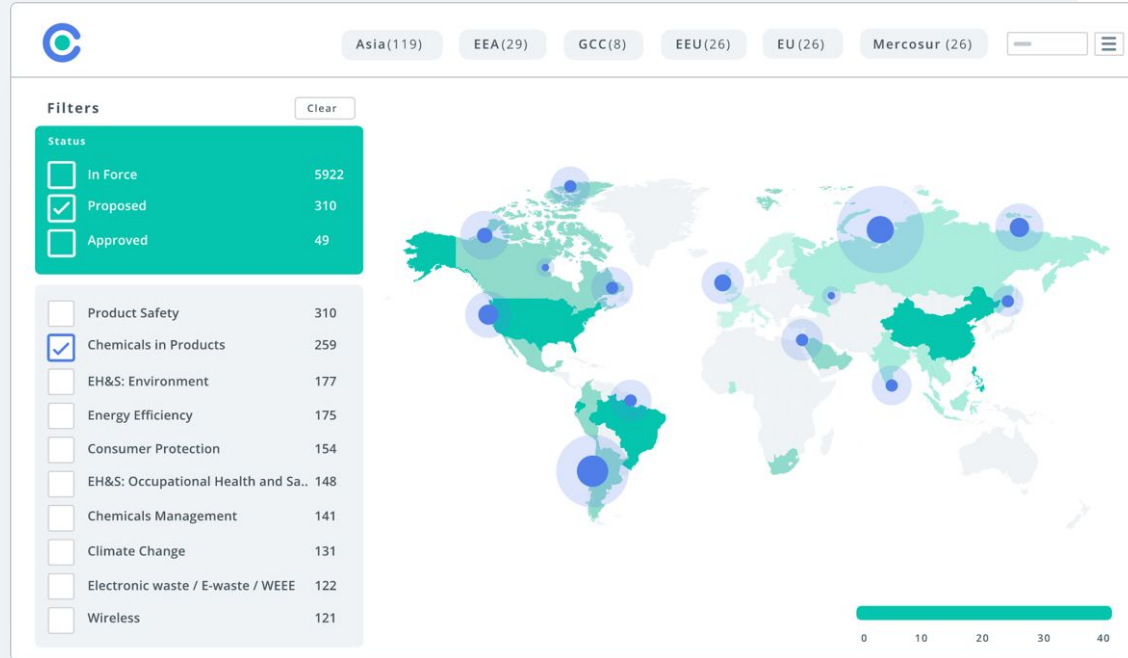 Asia(119) EEA(29) GCC(8) EEU(26) EU(26) Mercosur (26)
Filters Clear
Status
In Force 5922
Proposed 310
Approved 49
Product Safety 310
Chemicals in Products 259
EH&S: Environment 177
Energy Efficiency 175
Consumer Protection 154
EH&S: Occupational Health and Sa.. 148
Chemicals Management 141
Climate Change 131
Electronic waste / E-waste / WEEE 122
Wireless 121
0 10 20 30 40